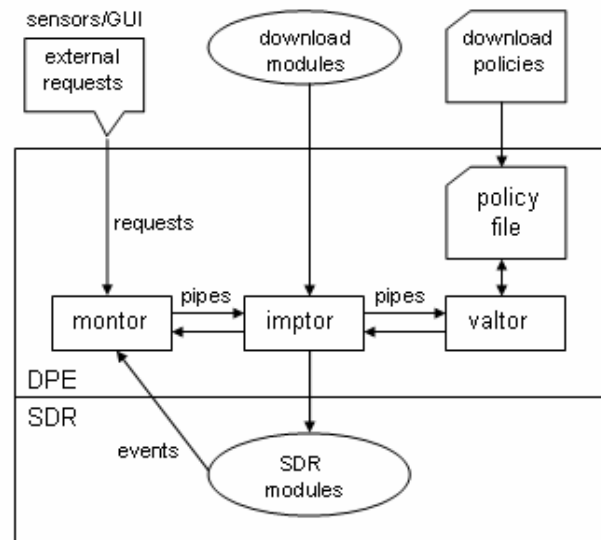 sensors/GUI
external
requests
download
modules
download
policies
policy
file
requests
pipes
pipes
montor
imptor
valtor
DPE
SDR
events
SDR
modules